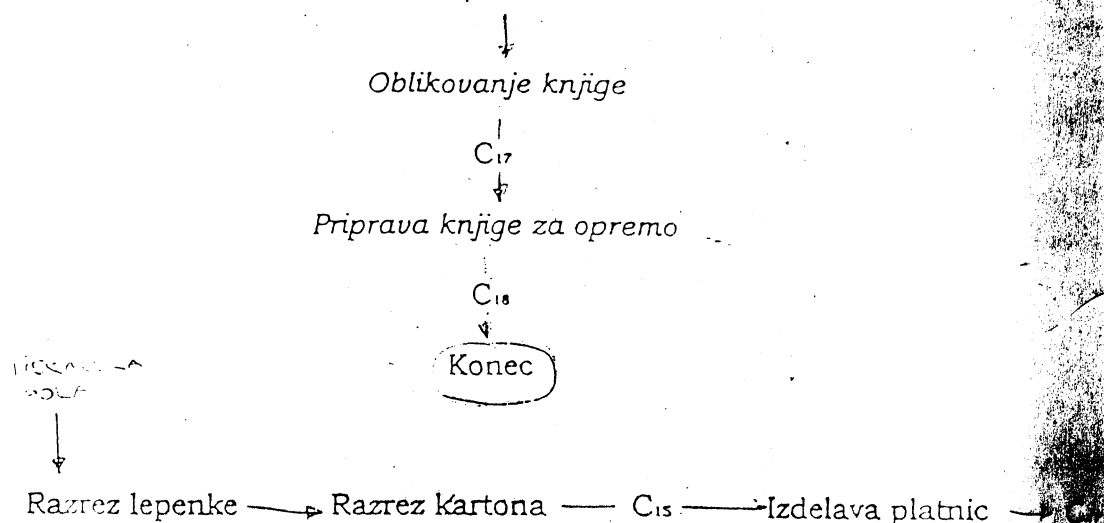 Oblikovanje knjige
C₁₇
Priprava knjige za opremo
C₁₈
Konec
Razrez lepenke Razrez kartona C₁₅ Izdelava platnic